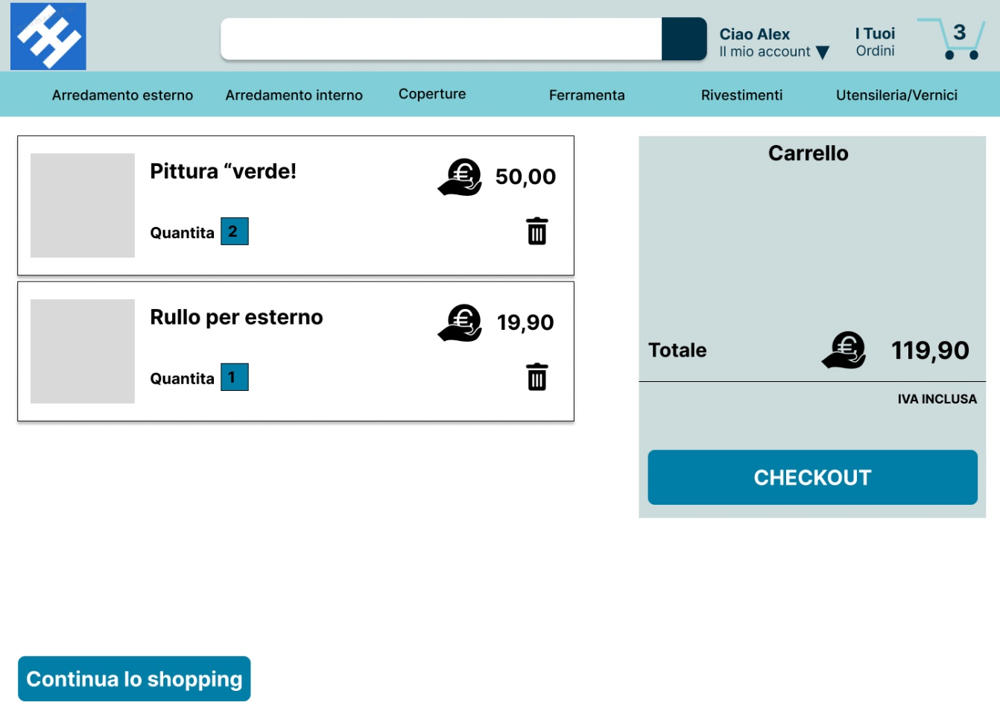 Ciao Alex
Il mio account
I Tuoi
Ordini
3
Arredamento esterno
Arredamento interno
Coperture
Ferramenta
Rivestimenti
Utensileria/Vernici
Pittura “verde!
50,00
Quantita 2
Rullo per esterno
19,90
Quantita 1
Carrello
Totale 119,90
IVA INCLUSA
CHECKOUT
Continua lo shopping